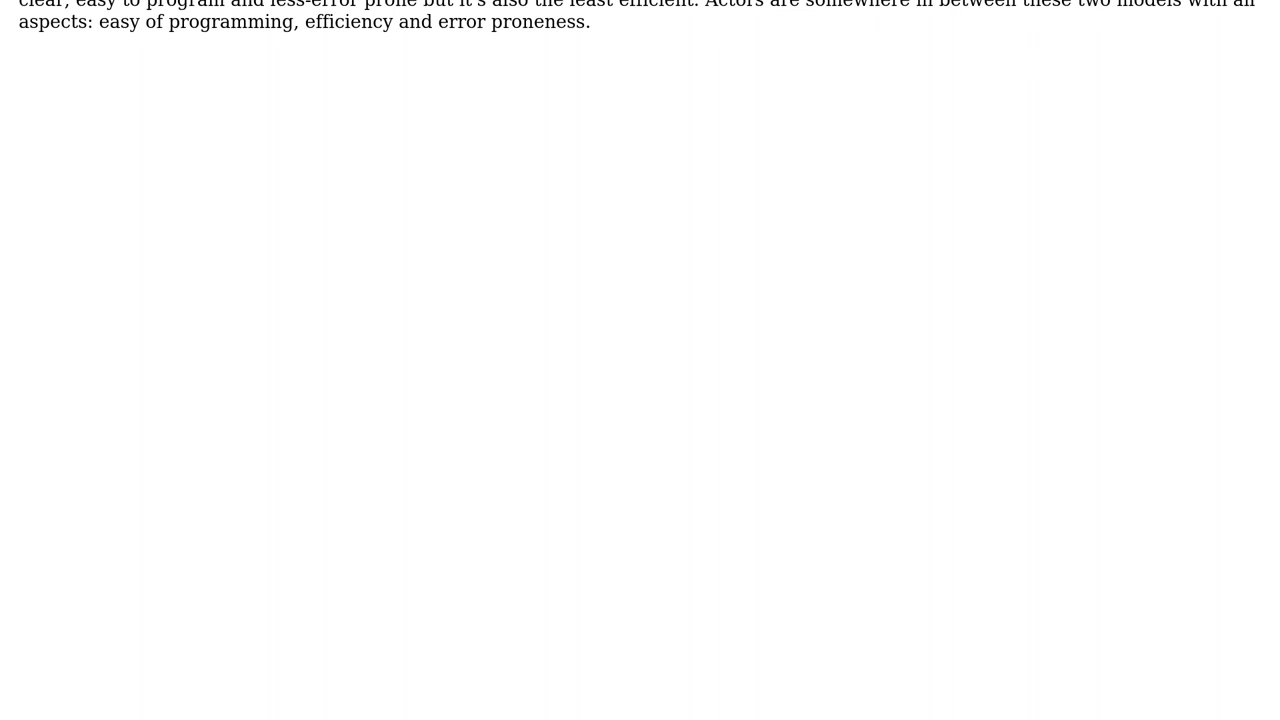 clear, easy to program and less-error prone but it's also the least efficient. Actors are somewhere in between these two models with all
aspects: easy of programming, efficiency and error proneness.